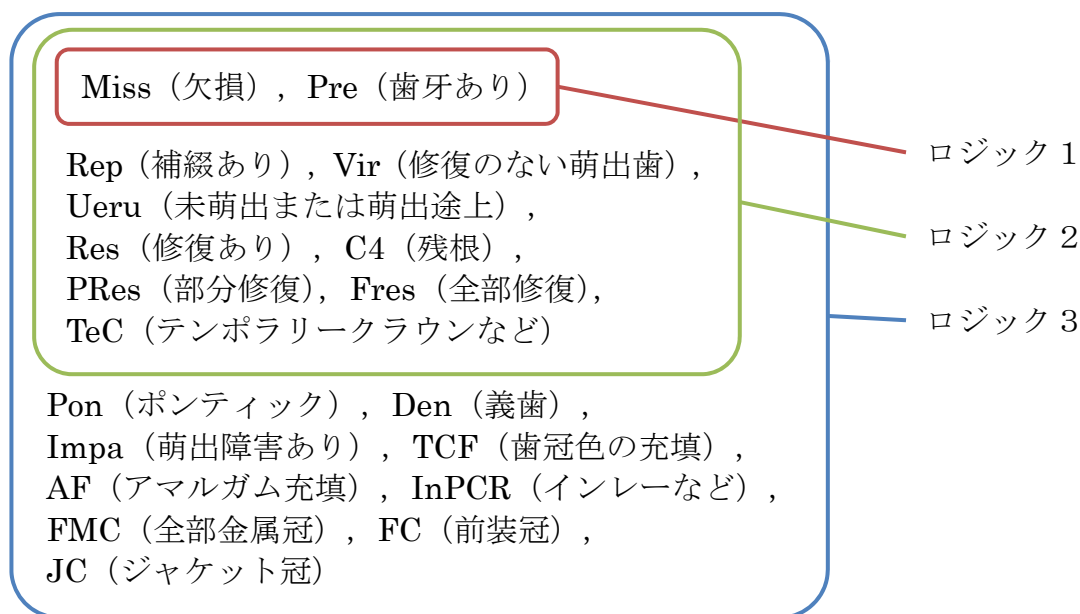 Miss（欠損）, Pre（歯牙あり）
Rep（補綴あり）, Vir（修復のない萌出歯）,
Ueru（未萌出または萌出途上）,
Res（修復あり）, C4（残根）,
PRes（部分修復）, Fres（全部修復）,
TeC（テンポラリークラウンなど）
Pon（ポンティック）, Den（義歯）,
Impa（萌出障害あり）, TCF（歯冠色の充填）,
AF（アマルガム充填）, InPCR（インレーなど）,
FMC（全部金属冠）, FC（前装冠）,
JC（ジャケット冠）
ロジック１
ロジック２
ロジック３